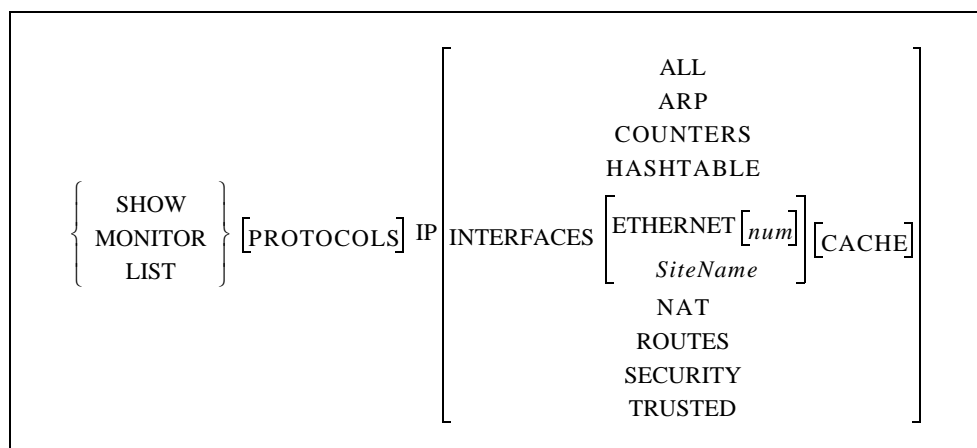 ALL
ARP
COUNTERS
HASHTABLE
SHOW
MONITOR
LIST
[PROTOCOLS] IP
INTERFACES
ETHERNET [num]
SiteName
[CACHE]
NAT
ROUTES
SECURITY
TRUSTED